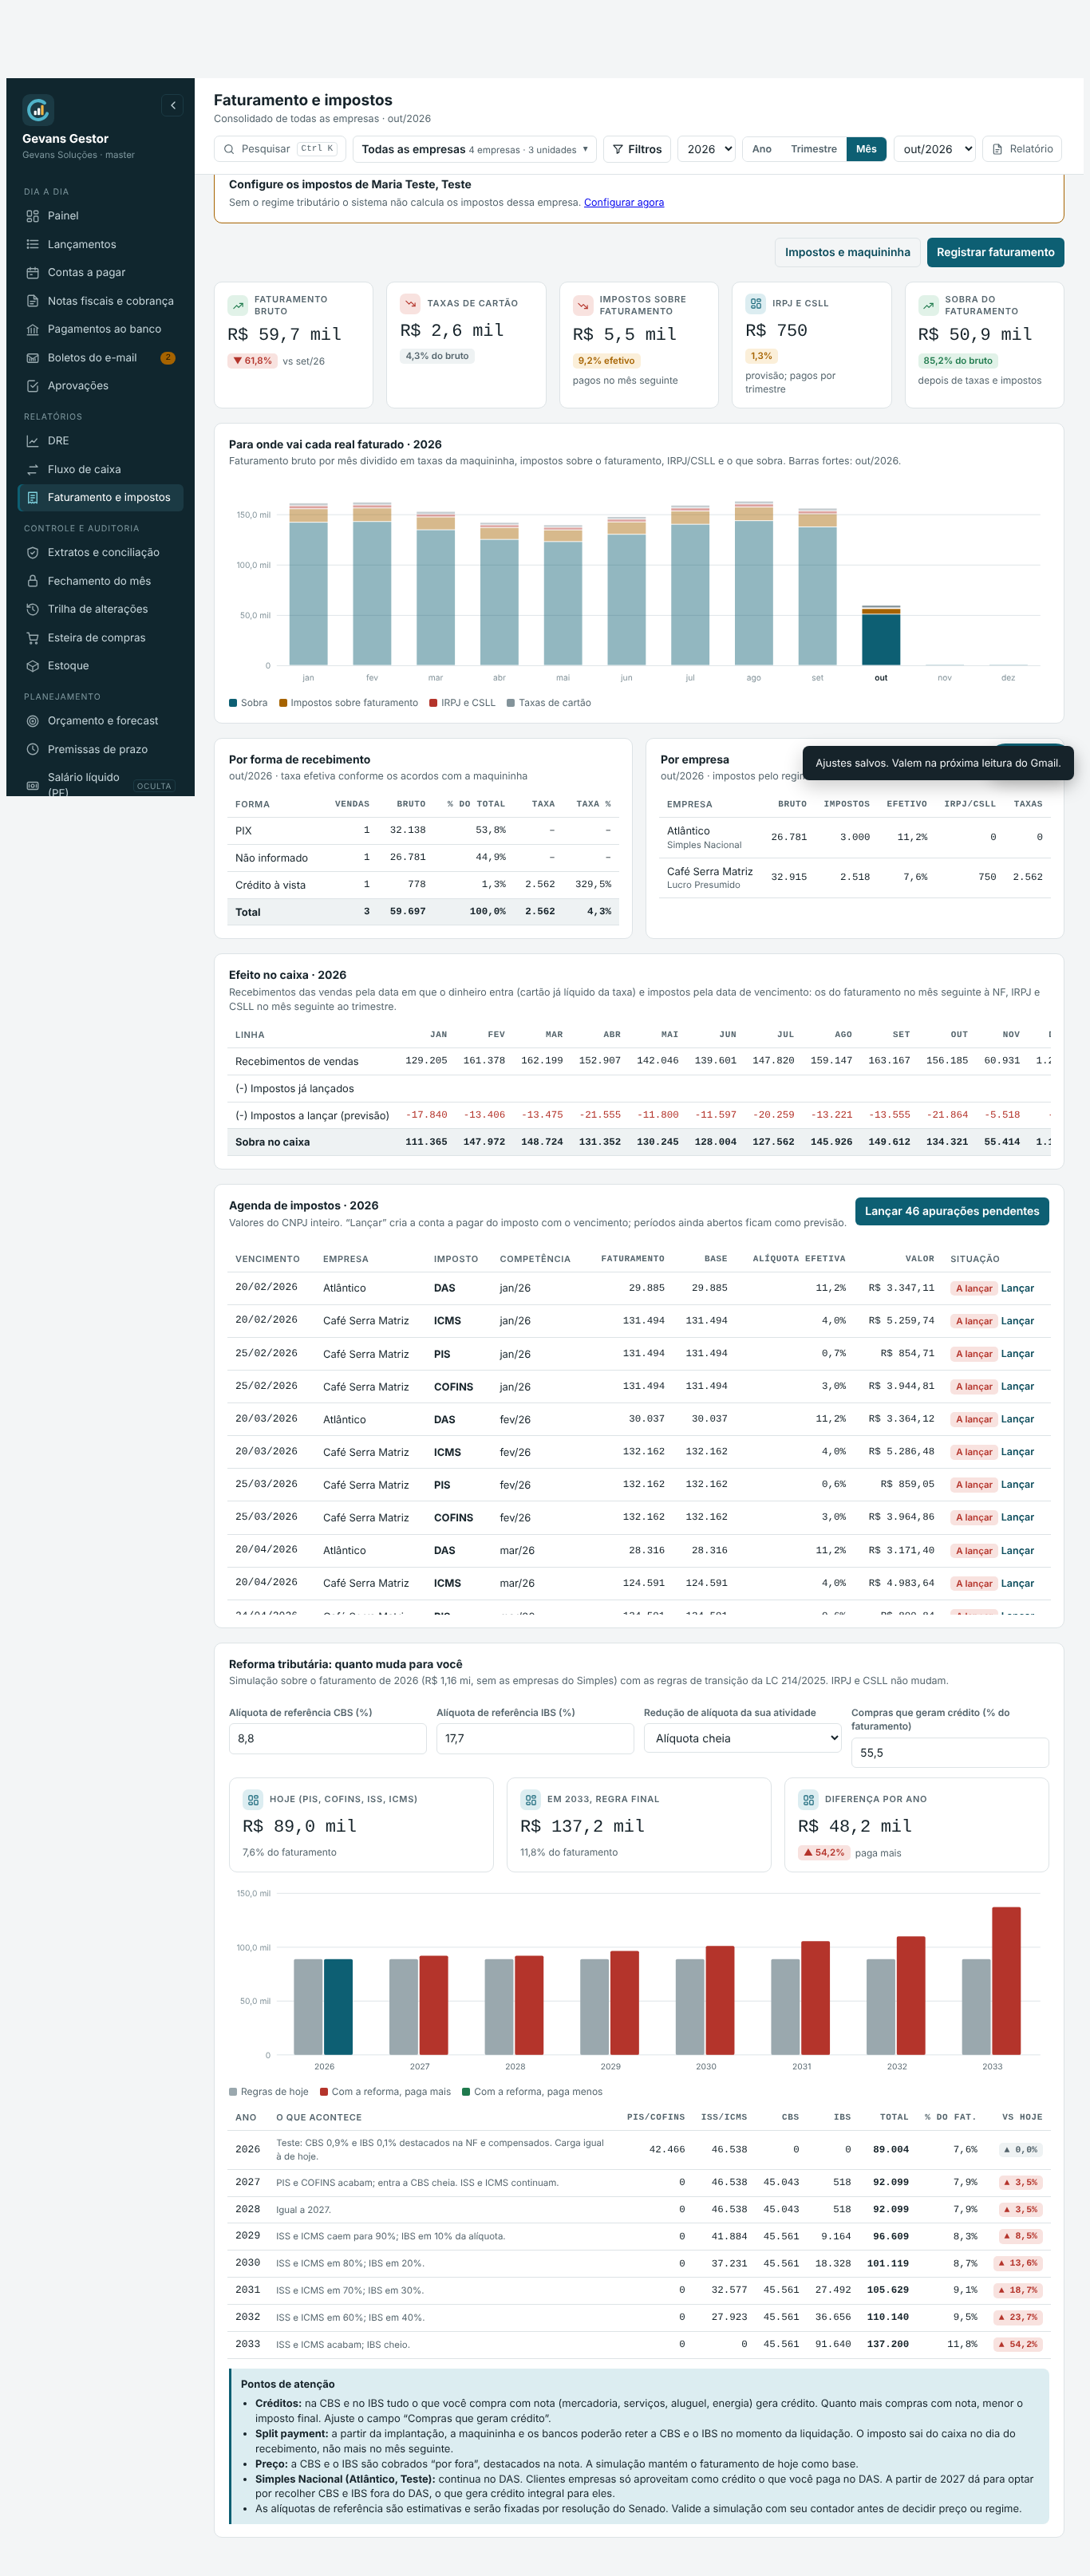 Gevans Gestor
Gevans Soluções · master
DIA A DIA
Painel
Lançamentos
Contas a pagar
Notas fiscais e cobrança
Pagamentos ao banco
Boletos do e-mail 2
Aprovações
RELATÓRIOS
DRE
Fluxo de caixa
Faturamento e impostos
CONTROLE E AUDITORIA
Extratos e conciliação
Fechamento do mês
Trilha de alterações
Esteira de compras
Estoque
PLANEJAMENTO
Orçamento e forecast
Premissas de prazo
Salário líquido
(PF) OCULTA
Faturamento e impostos
Consolidado de todas as empresas · out/2026
Pesquisar Ctrl K Todas as empresas 4 empresas · 3 unidades ▾ Filtros 2026 Ano Trimestre Mês out/2026 Relatório
Configure os impostos de Maria Teste, Teste
Sem o regime tributário o sistema não calcula os impostos dessa empresa. Configurar agora
Impostos e maquininha Registrar faturamento
FATURAMENTO
BRUTO
R$ 59,7 mil
▼ 61,8% vs set/26
TAXAS DE CARTÃO
R$ 2,6 mil
4,3% do bruto
IMPOSTOS SOBRE
FATURAMENTO
R$ 5,5 mil
9,2% efetivo
pagos no mês seguinte
IRPJ E CSLL
R$ 750
1,3%
provisão; pagos por
trimestre
SOBRA DO
FATURAMENTO
R$ 50,9 mil
85,2% do bruto
depois de taxas e impostos
Para onde vai cada real faturado · 2026
Faturamento bruto por mês dividido em taxas da maquininha, impostos sobre o faturamento, IRPJ/CSLL e o que sobra. Barras fortes: out/2026.
150,0 mil
100,0 mil
50,0 mil
0
jan fev mar abr mai jun jul ago set out nov dez
Sobra Impostos sobre faturamento IRPJ e CSLL Taxas de cartão
Por forma de recebimento
out/2026 · taxa efetiva conforme os acordos com a maquininha
FORMA VENDAS BRUTO % DO TOTAL TAXA TAXA %
PIX 1 32.138 53,8% – –
Não informado 1 26.781 44,9% – –
Crédito à vista 1 778 1,3% 2.562 329,5%
Total 3 59.697 100,0% 2.562 4,3%
Por empresa
out/2026 · impostos pelo regim
Ajustes salvos. Valem na próxima leitura do Gmail.
EMPRESA BRUTO IMPOSTOS EFETIVO IRPJ/CSLL TAXAS
Atlântico
Simples Nacional
26.781 3.000 11,2% 0 0
Café Serra Matriz
Lucro Presumido
32.915 2.518 7,6% 750 2.562
Efeito no caixa · 2026
Recebimentos das vendas pela data em que o dinheiro entra (cartão já líquido da taxa) e impostos pela data de vencimento: os do faturamento no mês seguinte à NF, IRPJ e
CSLL no mês seguinte ao trimestre.
LINHA JAN FEV MAR ABR MAI JUN JUL AGO SET OUT NOV
Recebimentos de vendas 129.205 161.378 162.199 152.907 142.046 139.601 147.820 159.147 163.167 156.185 60.931 1.2
(-) Impostos já lançados
(-) Impostos a lançar (previsão) -17.840 -13.406 -13.475 -21.555 -11.800 -11.597 -20.259 -13.221 -13.555 -21.864 -5.518 -
Sobra no caixa 111.365 147.972 148.724 131.352 130.245 128.004 127.562 145.926 149.612 134.321 55.414 1.1
Agenda de impostos · 2026
Valores do CNPJ inteiro. “Lançar” cria a conta a pagar do imposto com o vencimento; períodos ainda abertos ficam como previsão.
Lançar 46 apurações pendentes
VENCIMENTO EMPRESA IMPOSTO COMPETÊNCIA FATURAMENTO BASE ALÍQUOTA EFETIVA VALOR SITUAÇÃO
20/02/2026 Atlântico DAS jan/26 29.885 29.885 11,2% R$ 3.347,11 A lançar Lançar
20/02/2026 Café Serra Matriz ICMS jan/26 131.494 131.494 4,0% R$ 5.259,74 A lançar Lançar
25/02/2026 Café Serra Matriz PIS jan/26 131.494 131.494 0,7% R$ 854,71 A lançar Lançar
25/02/2026 Café Serra Matriz COFINS jan/26 131.494 131.494 3,0% R$ 3.944,81 A lançar Lançar
20/03/2026 Atlântico DAS fev/26 30.037 30.037 11,2% R$ 3.364,12 A lançar Lançar
20/03/2026 Café Serra Matriz ICMS fev/26 132.162 132.162 4,0% R$ 5.286,48 A lançar Lançar
25/03/2026 Café Serra Matriz PIS fev/26 132.162 132.162 0,6% R$ 859,05 A lançar Lançar
25/03/2026 Café Serra Matriz COFINS fev/26 132.162 132.162 3,0% R$ 3.964,86 A lançar Lançar
20/04/2026 Atlântico DAS mar/26 28.316 28.316 11,2% R$ 3.171,40 A lançar Lançar
20/04/2026 Café Serra Matriz ICMS mar/26 124.591 124.591 4,0% R$ 4.983,64 A lançar Lançar
Reforma tributária: quanto muda para você
Simulação sobre o faturamento de 2026 (R$ 1,16 mi, sem as empresas do Simples) com as regras de transição da LC 214/2025. IRPJ e CSLL não mudam.
Alíquota de referência CBS (%)
8,8
Alíquota de referência IBS (%)
17,7
Redução de alíquota da sua atividade
Alíquota cheia
Compras que geram crédito (% do
faturamento)
55,5
HOJE (PIS, COFINS, ISS, ICMS)
R$ 89,0 mil
7,6% do faturamento
EM 2033, REGRA FINAL
R$ 137,2 mil
11,8% do faturamento
DIFERENÇA POR ANO
R$ 48,2 mil
▲ 54,2% paga mais
150,0 mil
100,0 mil
50,0 mil
0
2026 2027 2028 2029 2030 2031 2032 2033
Regras de hoje Com a reforma, paga mais Com a reforma, paga menos
ANO O QUE ACONTECE PIS/COFINS ISS/ICMS CBS IBS TOTAL % DO FAT. VS HOJE
2026 Teste: CBS 0,9% e IBS 0,1% destacados na NF e compensados. Carga igual
à de hoje.
42.466 46.538 0 0 89.004 7,6% ▲ 0,0%
2027 PIS e COFINS acabam; entra a CBS cheia. ISS e ICMS continuam. 0 46.538 45.043 518 92.099 7,9% ▲ 3,5%
2028 Igual a 2027. 0 46.538 45.043 518 92.099 7,9% ▲ 3,5%
2029 ISS e ICMS caem para 90%; IBS em 10% da alíquota. 0 41.884 45.561 9.164 96.609 8,3% ▲ 8,5%
2030 ISS e ICMS em 80%; IBS em 20%. 0 37.231 45.561 18.328 101.119 8,7% ▲ 13,6%
2031 ISS e ICMS em 70%; IBS em 30%. 0 32.577 45.561 27.492 105.629 9,1% ▲ 18,7%
2032 ISS e ICMS em 60%; IBS em 40%. 0 27.923 45.561 36.656 110.140 9,5% ▲ 23,7%
2033 ISS e ICMS acabam; IBS cheio. 0 0 45.561 91.640 137.200 11,8% ▲ 54,2%
Pontos de atenção
• Créditos: na CBS e no IBS tudo o que você compra com nota (mercadoria, serviços, aluguel, energia) gera crédito. Quanto mais compras com nota, menor o
imposto final. Ajuste o campo “Compras que geram crédito”.
• Split payment: a partir da implantação, a maquininha e os bancos poderão reter a CBS e o IBS no momento da liquidação. O imposto sai do caixa no dia do
recebimento, não mais no mês seguinte.
• Preço: a CBS e o IBS são cobrados “por fora”, destacados na nota. A simulação mantém o faturamento de hoje como base.
• Simples Nacional (Atlântico, Teste): continua no DAS. Clientes empresas só aproveitam como crédito o que você paga no DAS. A partir de 2027 dá para optar
por recolher CBS e IBS fora do DAS, o que gera crédito integral para eles.
• As alíquotas de referência são estimativas e serão fixadas por resolução do Senado. Valide a simulação com seu contador antes de decidir preço ou regime.